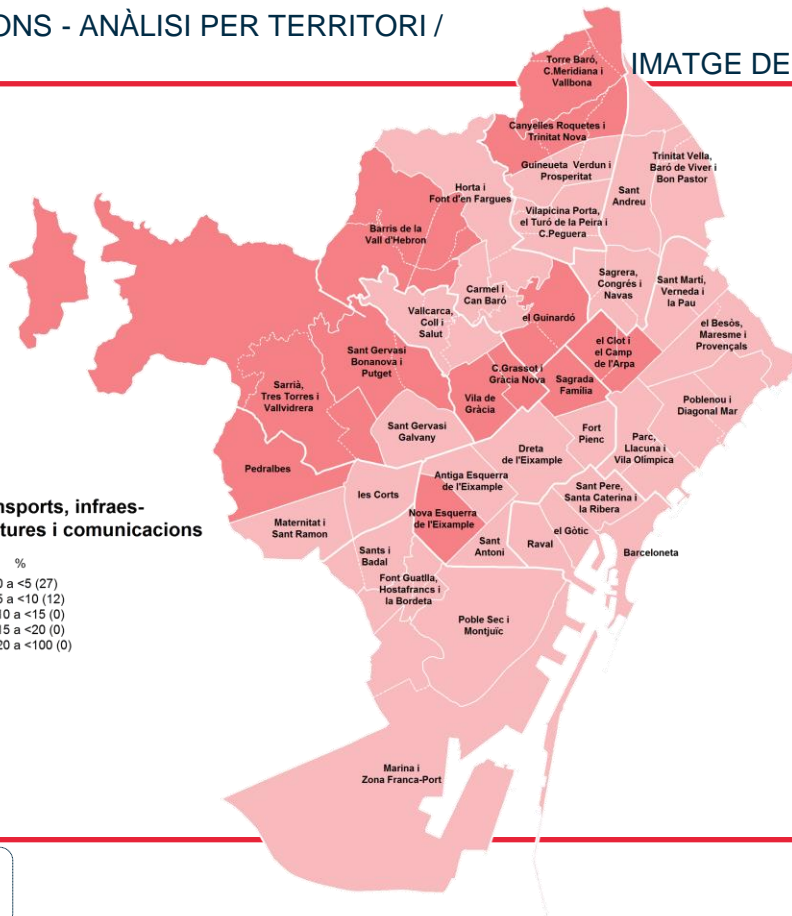 ONS - ANÀLISI PER TERRITORI /
IMATGE DE
Torre Baró,
C.Meridiana i
Vallbona
Canyelles Roquetes i
Trinitat Nova
Guineueta Verdun i
Prosperitat
Trinitat Vella,
Baró de Viver i
Bon Pastor
Sant
Andreu
Horta i
Font d'en Fargues
Vilapicina Porta,
el Turó de la Peira i
C.Peguera
Barris de la
Vall d'Hebron
Sagrera,
Congrés i
Navas
Sant Martí,
Verneda i
la Pau
Carmel i
Can Baró
Vallcarca,
Coll i
Salut
el Guinardó
el Besòs,
Maresme i
Provençals
el Clot i
el Camp
de l'Arpa
Sant Gervasi
Bonanova i
Putget
C.Grassot i
Gràcia Nova
Sagrada
Família
Sarrià,
Tres Torres i
Vallvidrera
Vila de
Gràcia
Poblenou i
Diagonal Mar
Sant Gervasi
Galvany
Fort
Pienc
Parc,
Llacuna i
Vila Olímpica
Dreta
de l'Eixample
Pedralbes
Antiga Esquerra
de l'Eixample
les Corts
Sant Pere,
Santa Caterina i
la Ribera
Nova Esquerra
de l'Eixample
Maternitat i
Sant Ramon
Sant
Antoni
Raval
el Gòtic
Barceloneta
Sants i
Badal
Font Guatlla,
Hostafrancs i
la Bordeta
Poble Sec i
Montjuïc
Marina i
Zona Franca-Port
nsports, infraes-
tures i comunicacions
%
0 a <5 (27)
5 a <10 (12)
10 a <15 (0)
15 a <20 (0)
20 a <100 (0)